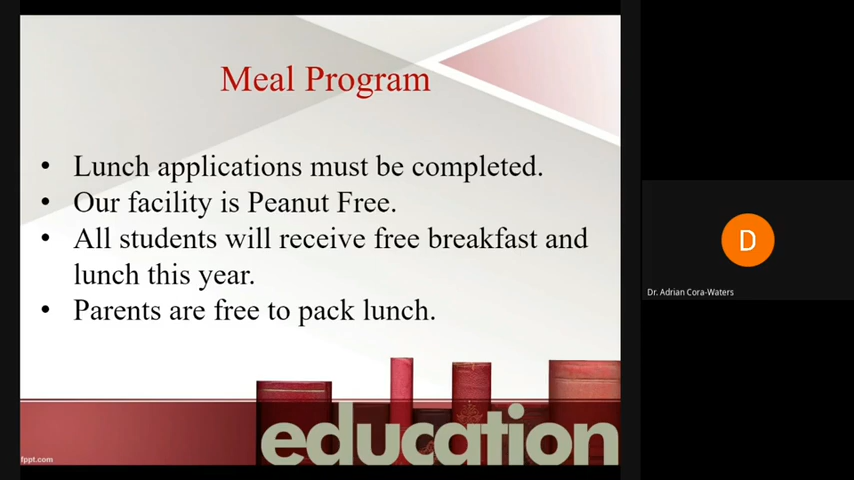 Meal Program
• Lunch applications must be completed.
• Our facility is Peanut Free.
• All students will receive free breakfast and
lunch this year.
• Parents are free to pack lunch.
education
fppt.com
D
Dr. Adrian Cora-Waters